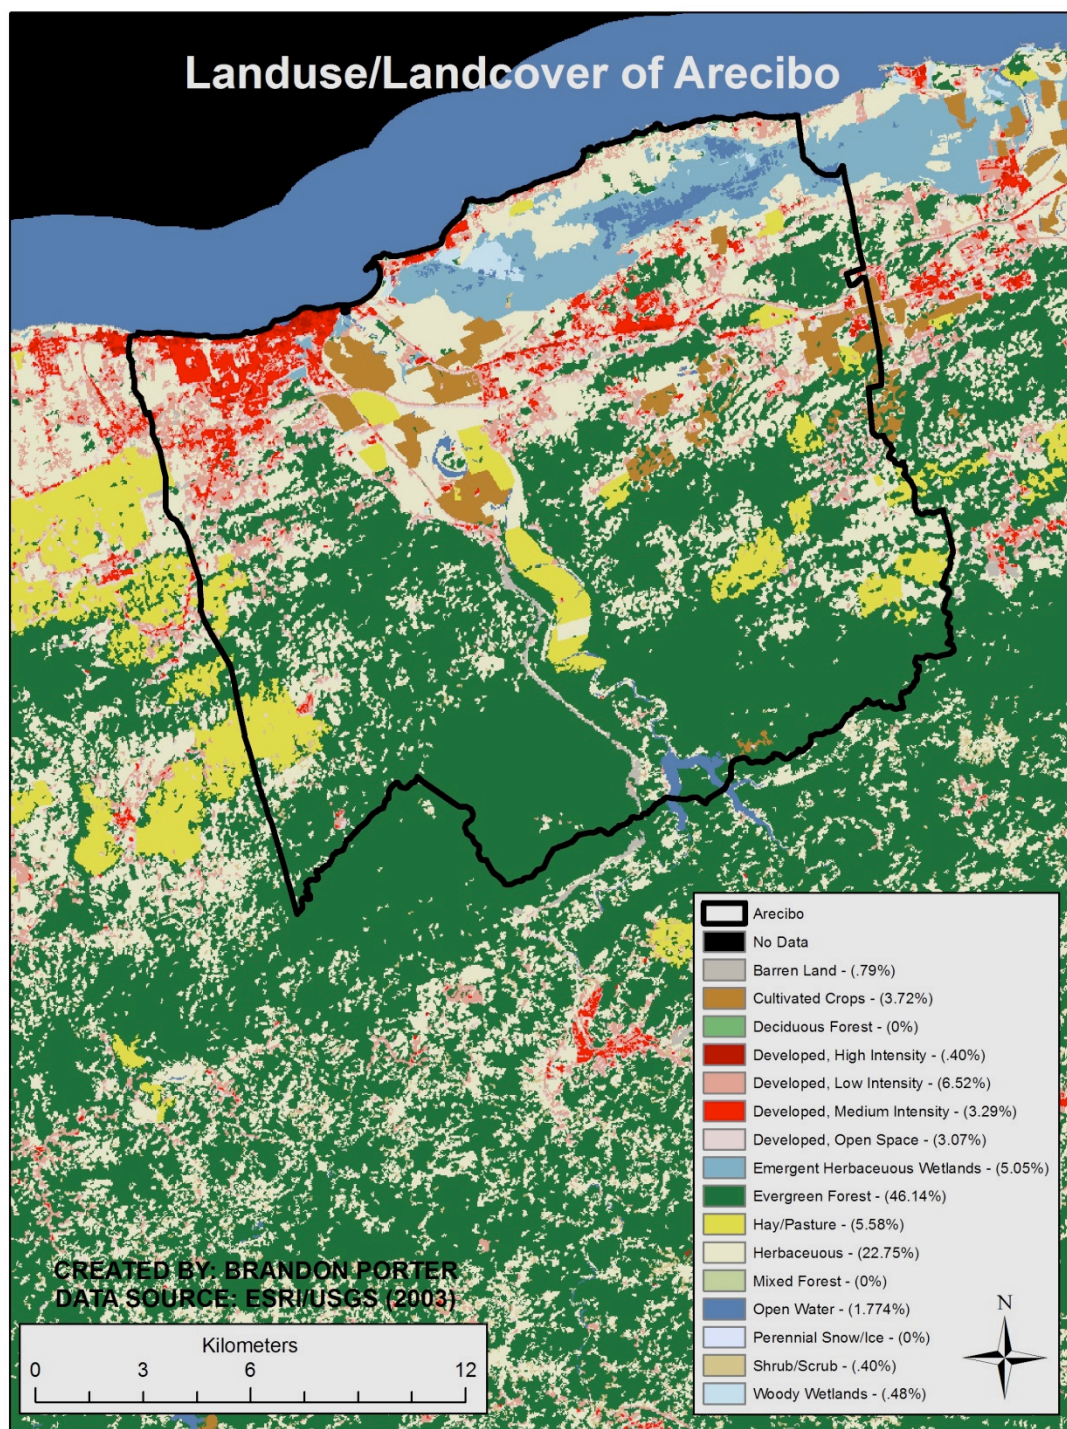 Landuse/Landcover of Arecibo
Arecibo
No Data
Barren Land - (.79%)
Cultivated Crops - (3.72%)
Deciduous Forest - (0%)
Developed, High Intensity - (.40%)
Developed, Low Intensity - (6.52%)
Developed, Medium Intensity - (3.29%)
Developed, Open Space - (3.07%)
Emergent Herbaceuous Wetlands - (5.05%)
Evergreen Forest - (46.14%)
Hay/Pasture - (5.58%)
Herbaceuous - (22.75%)
Mixed Forest - (0%)
Open Water - (1.774%)
Perennial Snow/Ice - (0%)
Shrub/Scrub - (.40%)
Woody Wetlands - (.48%)
CREATED BY: BRANDON PORTER
DATA SOURCE: ESRI/USGS (2003)
Kilometers
0 3 6 12
N